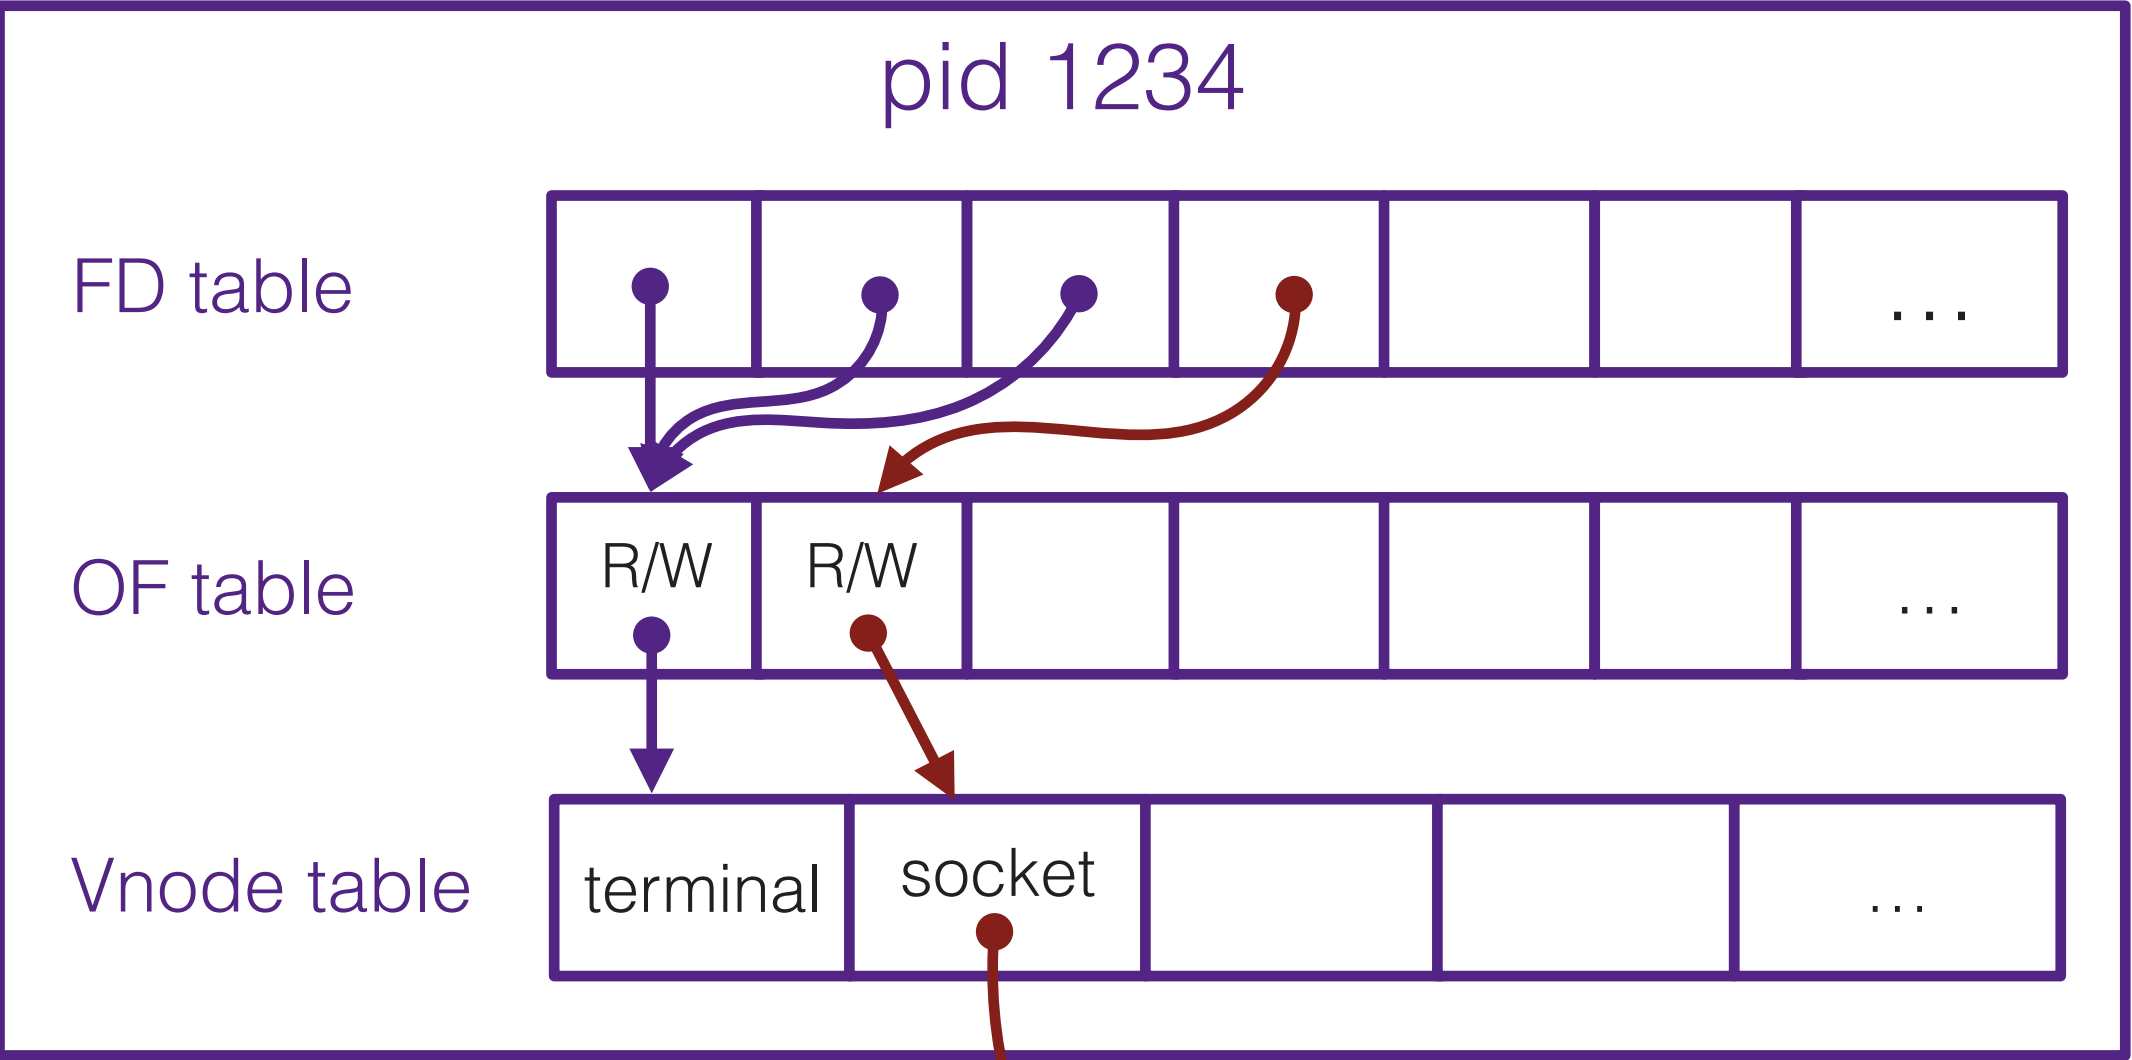 pid 1234
FD table
...
OF table
R/W R/W
...
Vnode table
terminal socket
...